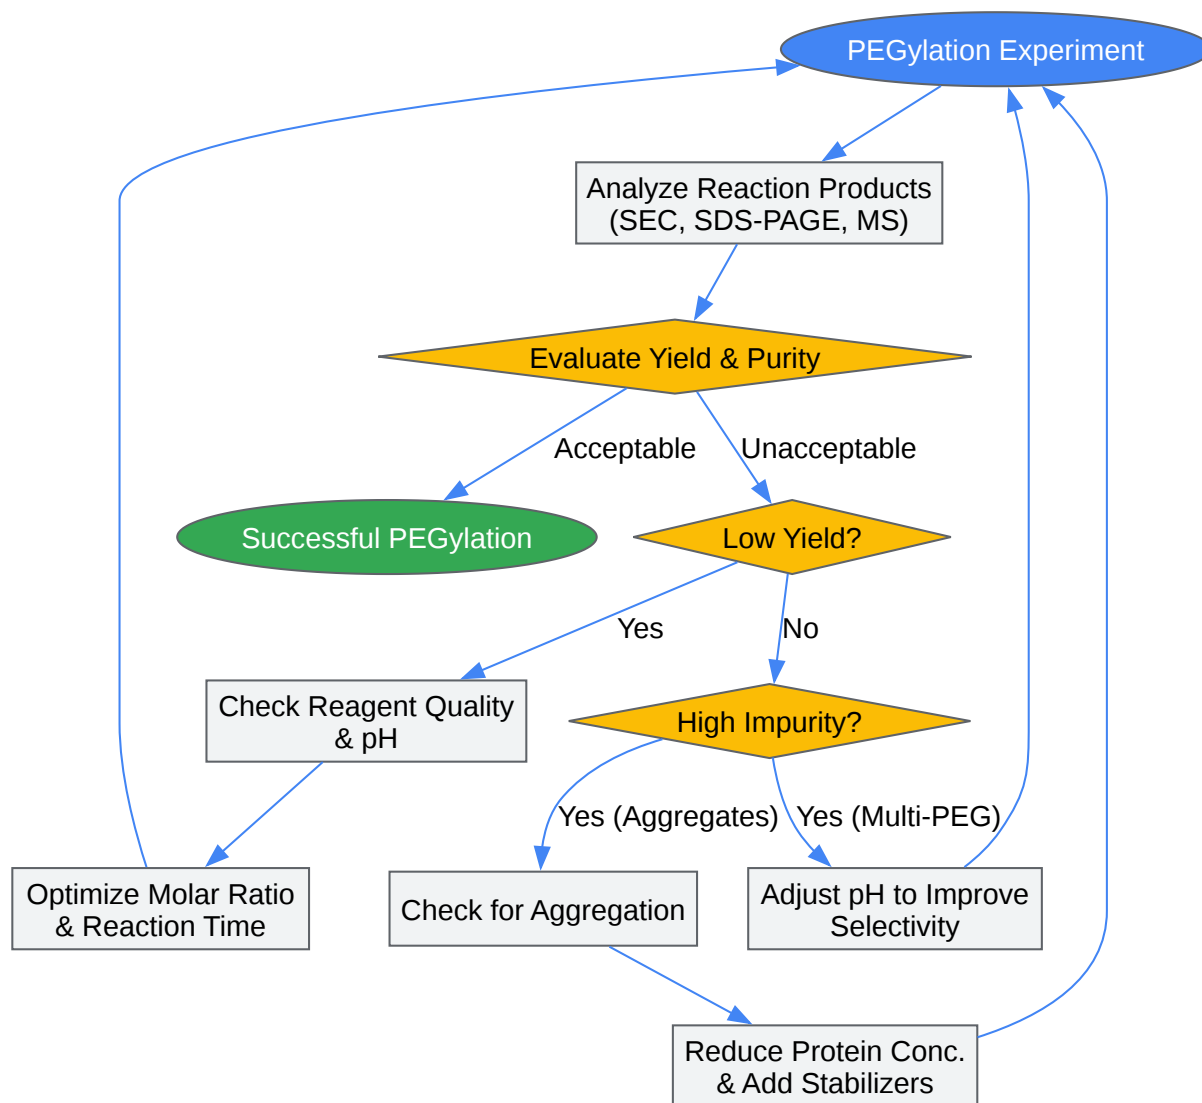 PEGylation Experiment
Analyze Reaction Products
(SEC, SDS-PAGE, MS)
Evaluate Yield & Purity
Acceptable
Unacceptable
Successful PEGylation
Low Yield?
Yes
No
Check Reagent Quality
& pH
High Impurity?
Yes (Aggregates)
Yes (Multi-PEG)
Optimize Molar Ratio
& Reaction Time
Check for Aggregation
Adjust pH to Improve
Selectivity
Reduce Protein Conc.
& Add Stabilizers